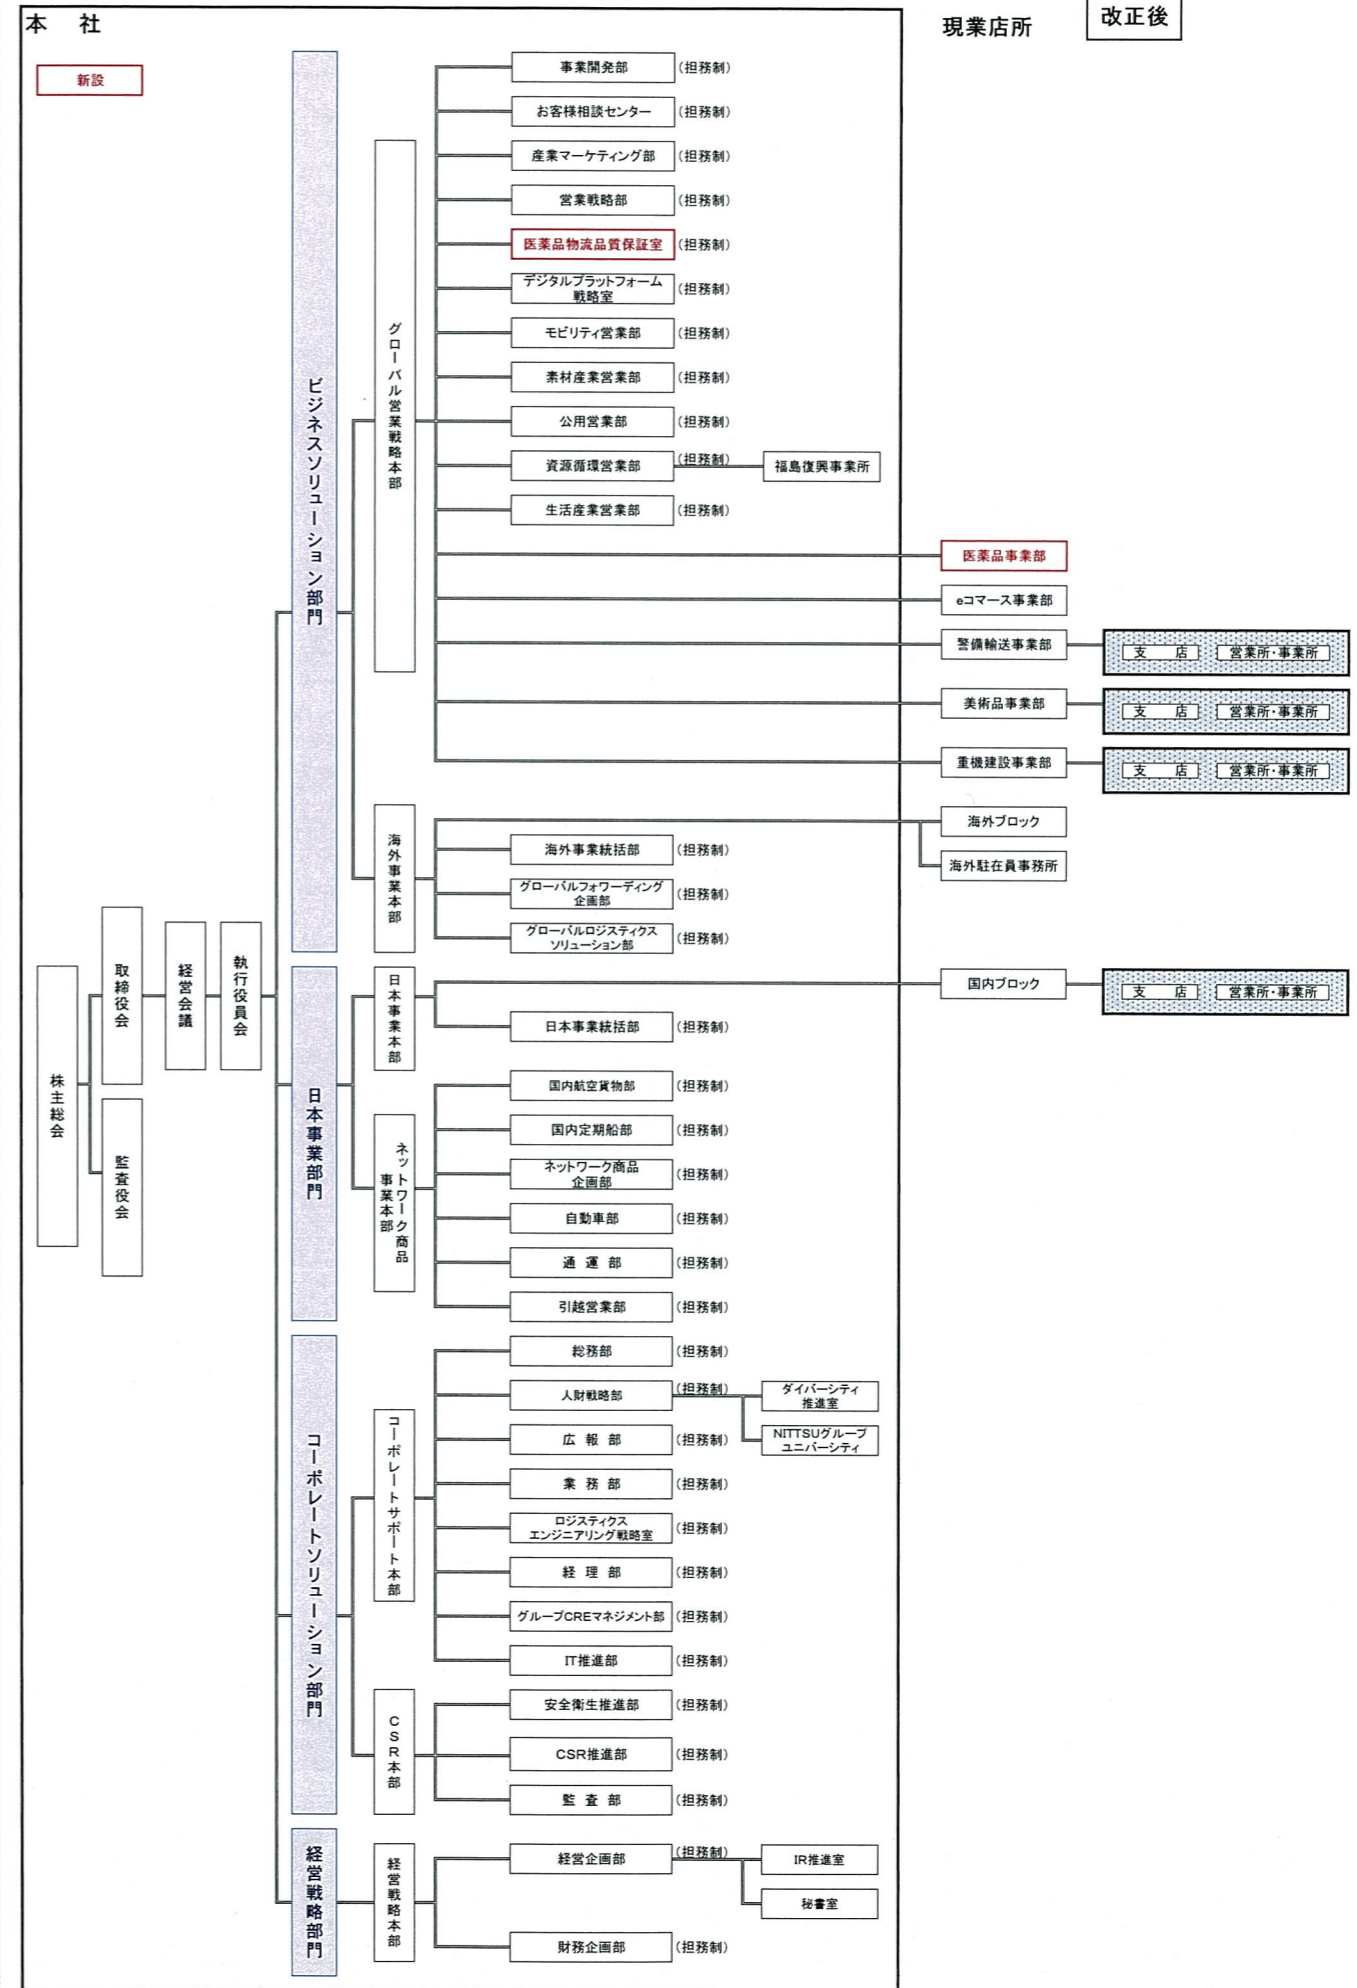 本　社
現業店所
改正後
新設
ビジネスソリューション部門
グローバル営業戦略本部
事業開発部 (担務制)
お客様相談センター (担務制)
産業マーケティング部 (担務制)
営業戦略部 (担務制)
医薬品物流品質保証室 (担務制)
デジタルプラットフォーム
戦略室 (担務制)
モビリティ営業部 (担務制)
素材産業営業部 (担務制)
公用営業部 (担務制)
資源循環営業部 (担務制) 福島復興事業所
生活産業営業部 (担務制)
医薬品事業部
eコマース事業部
警備輸送事業部 支　店 営業所・事業所
美術品事業部 支　店 営業所・事業所
重機建設事業部 支　店 営業所・事業所
海外事業本部
海外ブロック
海外事業統括部 (担務制)
海外駐在員事務所
グローバルフォワーディング
企画部 (担務制)
グローバルロジスティクス
ソリューション部 (担務制)
株主総会
取締役会
監査役会
経営会議
執行役員会
日本事業部門
日本事業本部
国内ブロック 支　店 営業所・事業所
日本事業統括部 (担務制)
ネットワーク商品
事業本部
国内航空貨物部 (担務制)
国内定期船部 (担務制)
ネットワーク商品
企画部 (担務制)
自動車部 (担務制)
通 運 部 (担務制)
引越営業部 (担務制)
コーポレートソリューション部門
コーポレートサポート本部
総務部 (担務制)
人財戦略部 (担務制)
ダイバーシティ
推進室
NITTSUグループ
ユニバーシティ
広 報 部 (担務制)
業 務 部 (担務制)
ロジスティクス
エンジニアリング戦略室 (担務制)
経 理 部 (担務制)
グループCREマネジメント部 (担務制)
IT推進部 (担務制)
CSR本部
安全衛生推進部 (担務制)
CSR推進部 (担務制)
監 査 部 (担務制)
経営戦略部門
経営戦略本部
経営企画部 (担務制) IR推進室
秘書室
財務企画部 (担務制)